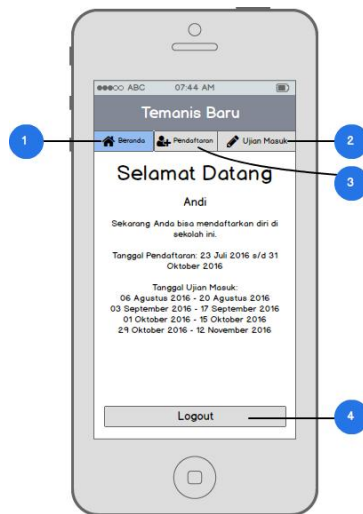 ABC 07:44 AM
Temanis Baru
Beranda Pendaftaran Ujian Masuk
1
2
3
Selamat Datang
Andi
Sekarang Anda bisa mendaftarkan diri di
sekolah ini.
Tanggal Pendaftaran: 23 Juli 2016 s/d 31
Oktober 2016
Tanggal Ujian Masuk:
06 Agustus 2016 - 20 Agustus 2016
03 September 2016 - 17 September 2016
01 Oktober 2016 - 15 Oktober 2016
29 Oktober 2016 - 12 November 2016
Logout
4